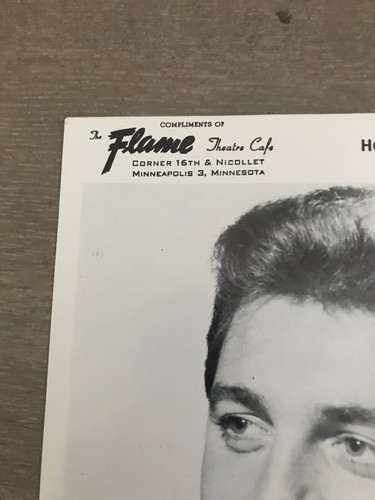 COMPLIMENTS OF
The Flame Theatre Cafe
CORNER 16TH & NICOLLET
MINNEAPOLIS 3, MINNESOTA